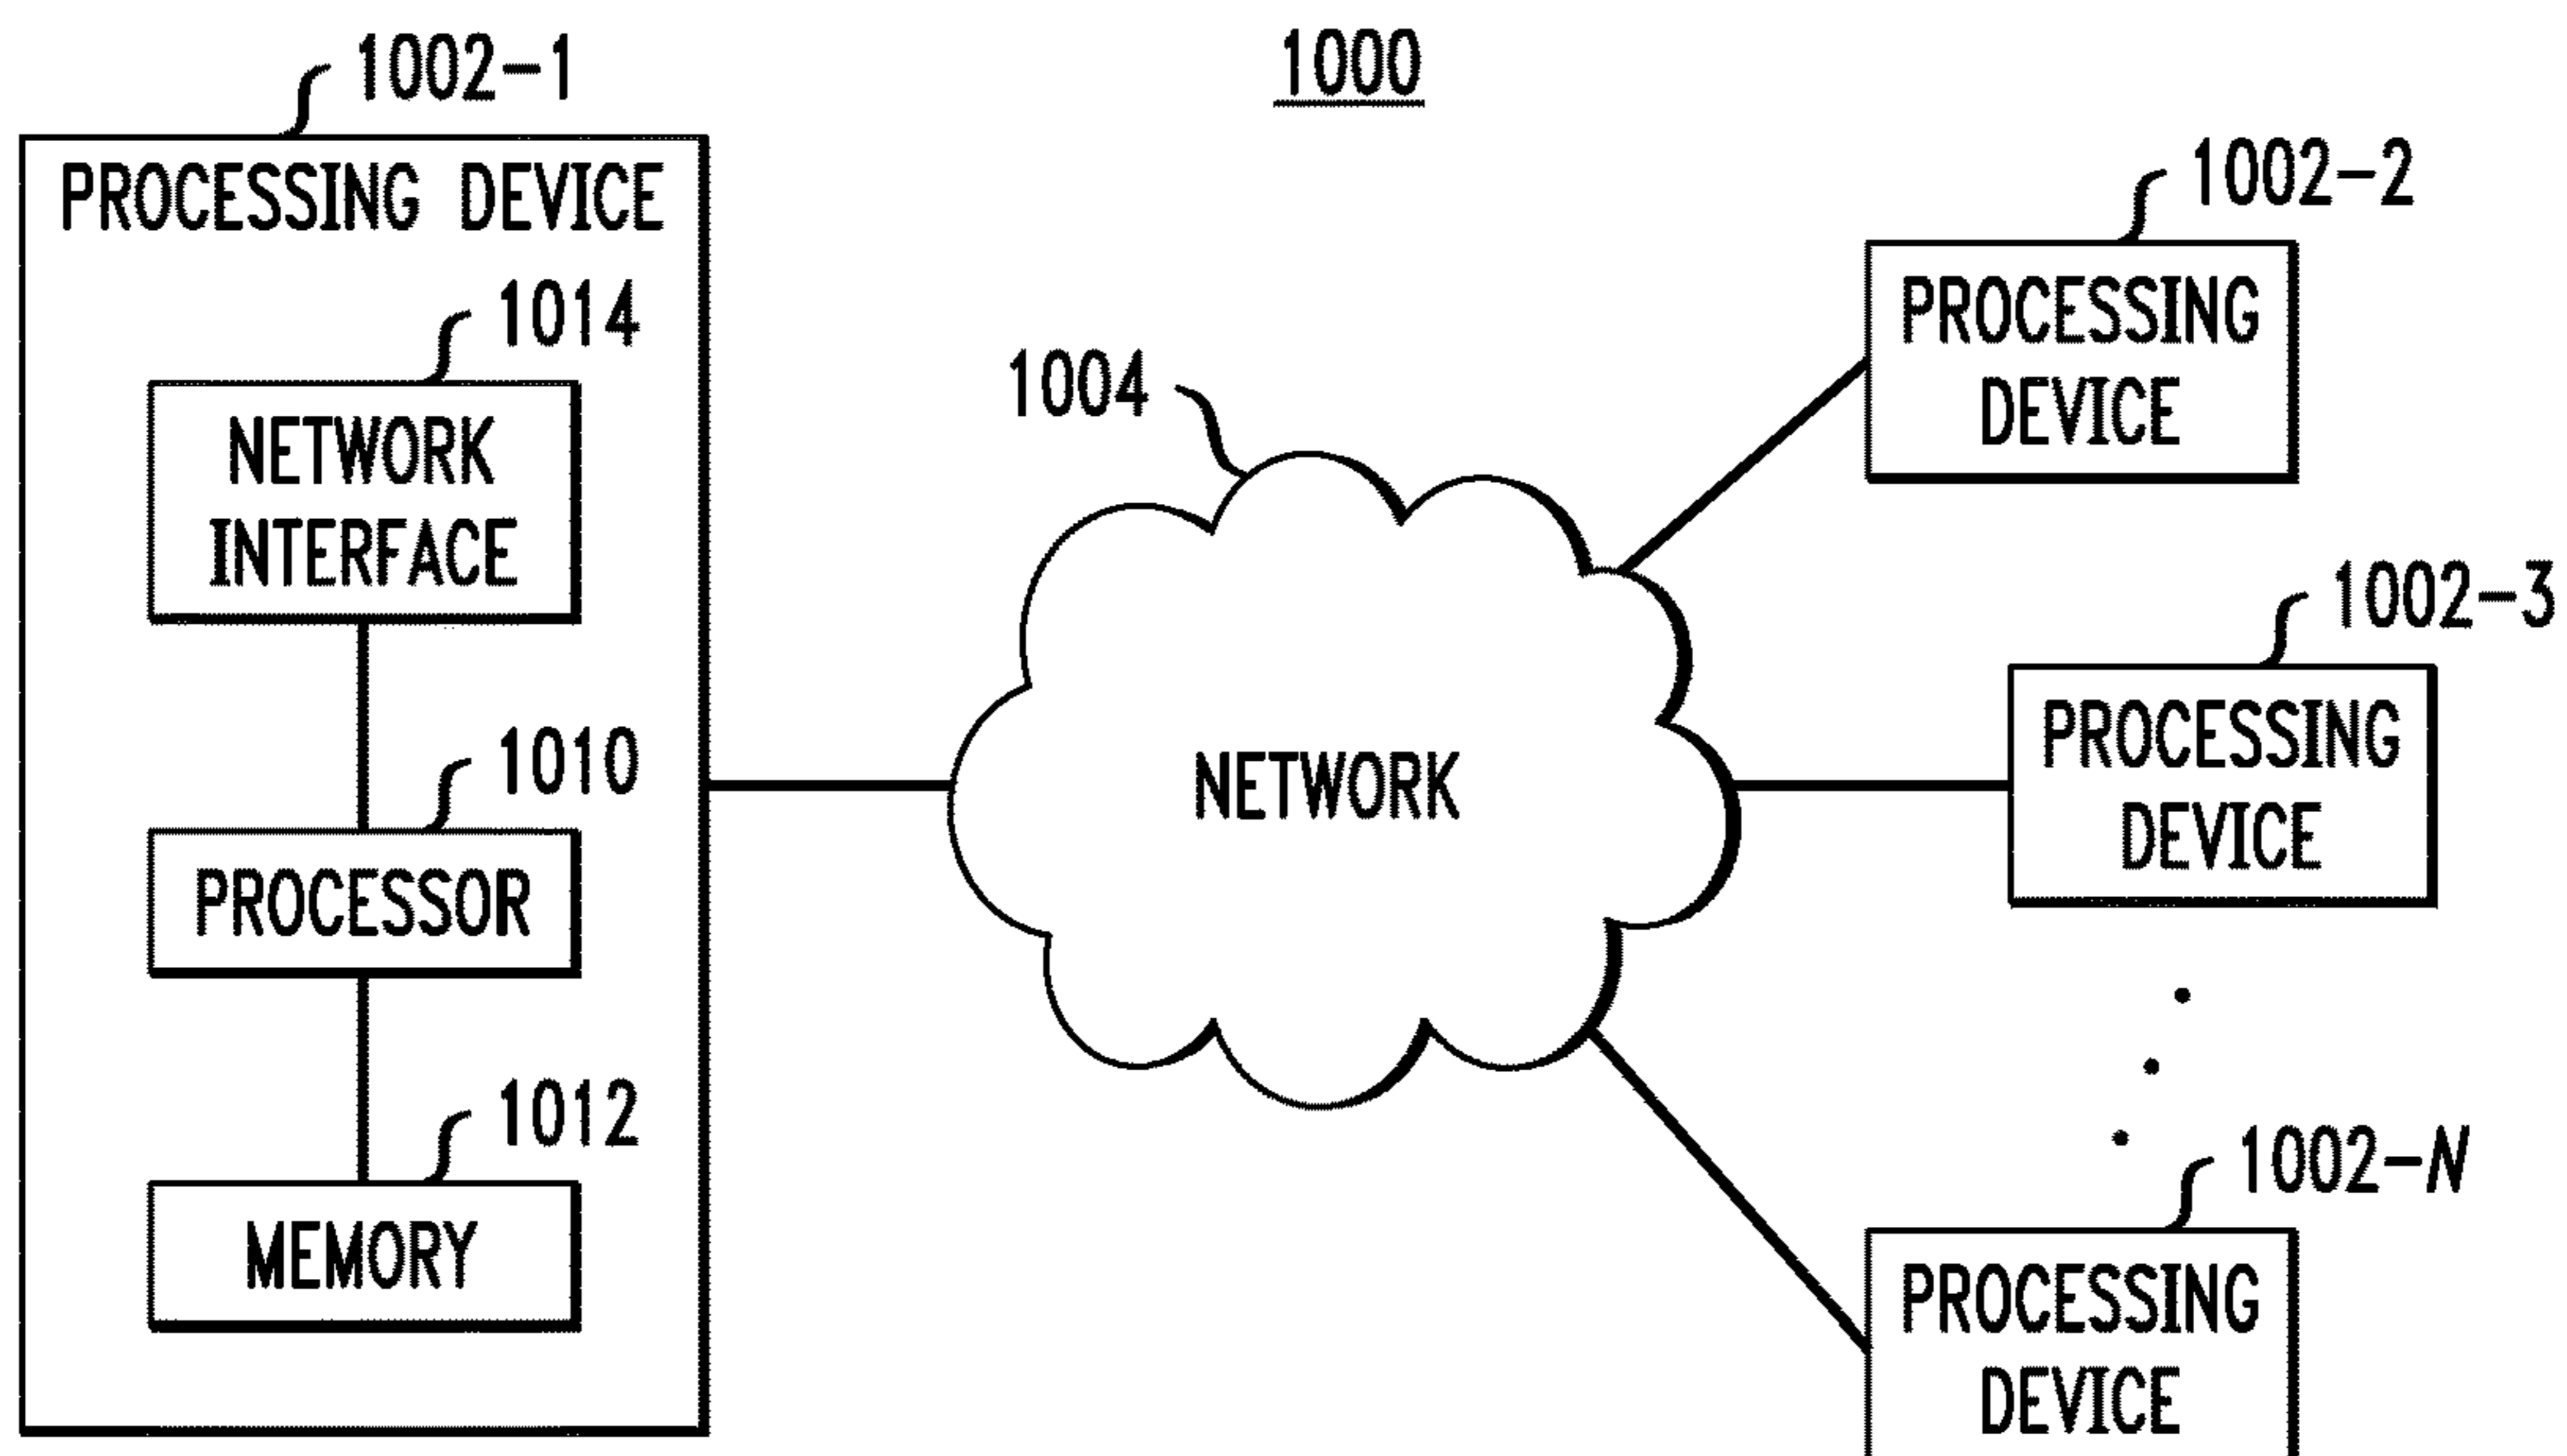 1000
1002-1
PROCESSING DEVICE
1014
NETWORK
INTERFACE
1010
PROCESSOR
1012
MEMORY
1004
NETWORK
1002-2
PROCESSING
DEVICE
1002-3
PROCESSING
DEVICE
1002-N
PROCESSING
DEVICE